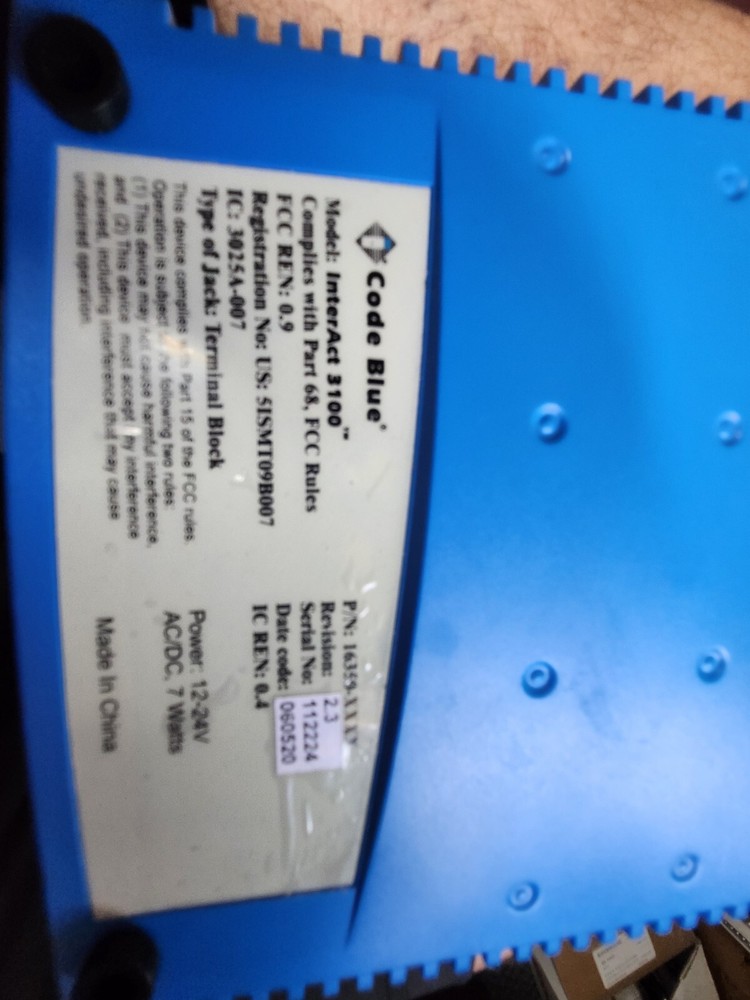 Code Blue®
Model: InterAct 3100™
Complies with Part 68, FCC Rules
FCC REN: 0.9
Registration No: US: 5ISMT09B007
IC: 3025A-007
Type of Jack: Terminal Block
This device complies Part 15 of the FCC rules.
Operation is subject the following two rules:
(1) This device may not cause harmful interference,
and (2) This device must accept any interference
received, including interference that may cause
undesired operation.
P/N: 16359-
Revision: 2.3
Serial No: 112224
Date code: 060520
IC REN: 0.4
Power: 12-24V
AC/DC, 7 Watts
Made In China